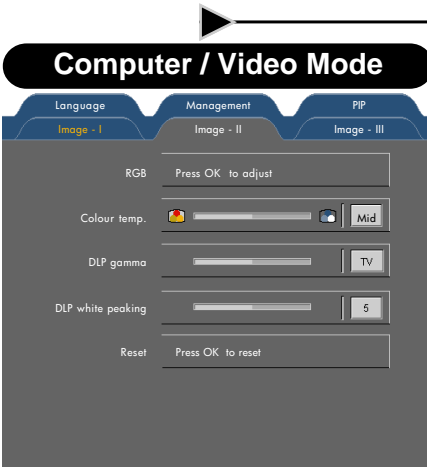 Computer / Video Mode
Language Management PIP
Image - I Image - II Image - III
RGB Press OK to adjust
Colour temp. Mid
DLP gamma TV
DLP white peaking 5
Reset Press OK to reset